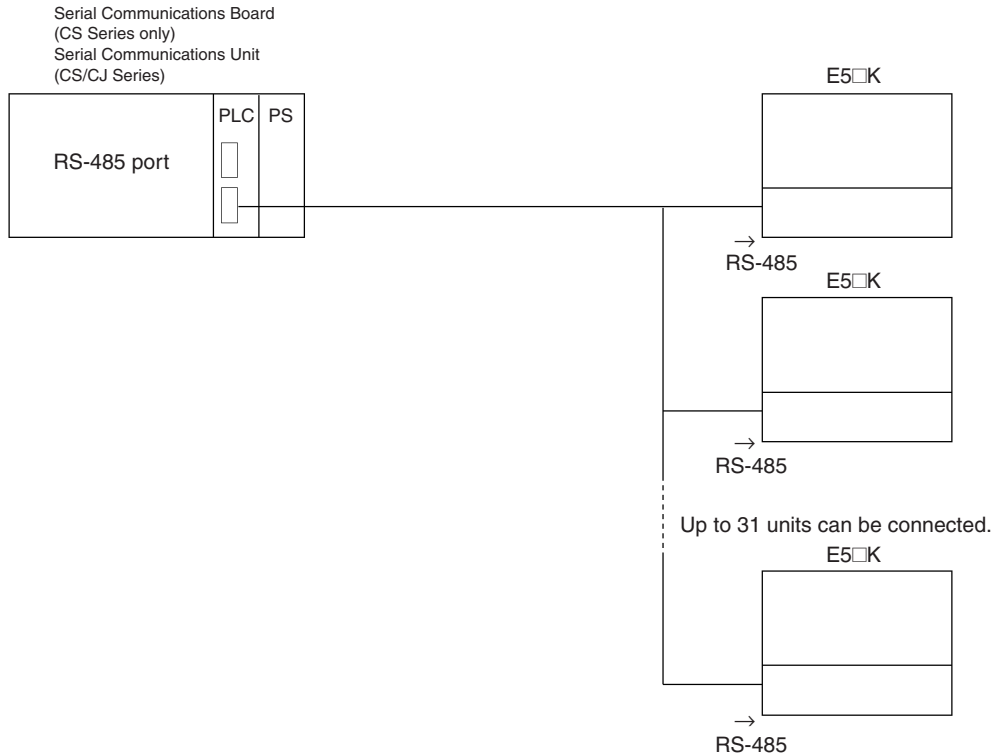 Serial Communications Board
(CS Series only)
Serial Communications Unit
(CS/CJ Series)
RS-485 port
PLC
PS
E5□K
→
RS-485
E5□K
→
RS-485
Up to 31 units can be connected.
E5□K
→
RS-485